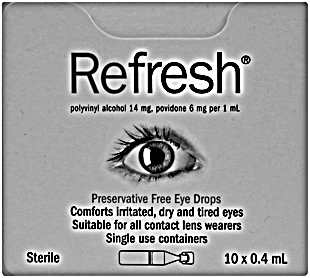 Refresh®
polyvinyl alcohol 14 mg, povidone 6 mg per 1 mL
Preservative Free Eye Drops
Comforts irritated, dry and tired eyes
Suitable for all contact lens wearers
Single use containers
Sterile 10 x 0.4 mL